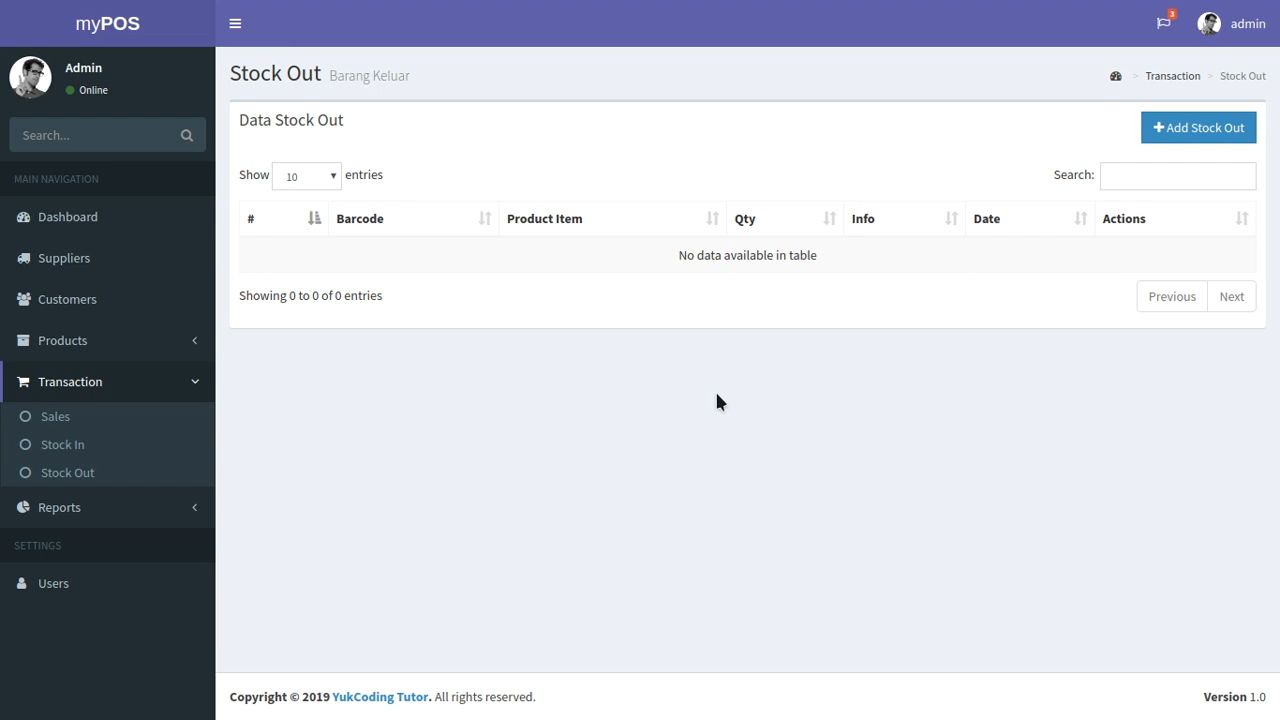 myPOS
3
admin
Admin
Online
Search...
MAIN NAVIGATION
Dashboard
Suppliers
Customers
Products
Transaction
Sales
Stock In
Stock Out
Reports
SETTINGS
Users
Stock Out Barang Keluar
> Transaction > Stock Out
Data Stock Out
+ Add Stock Out
Show 10 entries
Search:
# Barcode Product Item Qty Info Date Actions
No data available in table
Showing 0 to 0 of 0 entries
Previous Next
Copyright © 2019 YukCoding Tutor. All rights reserved.
Version 1.0